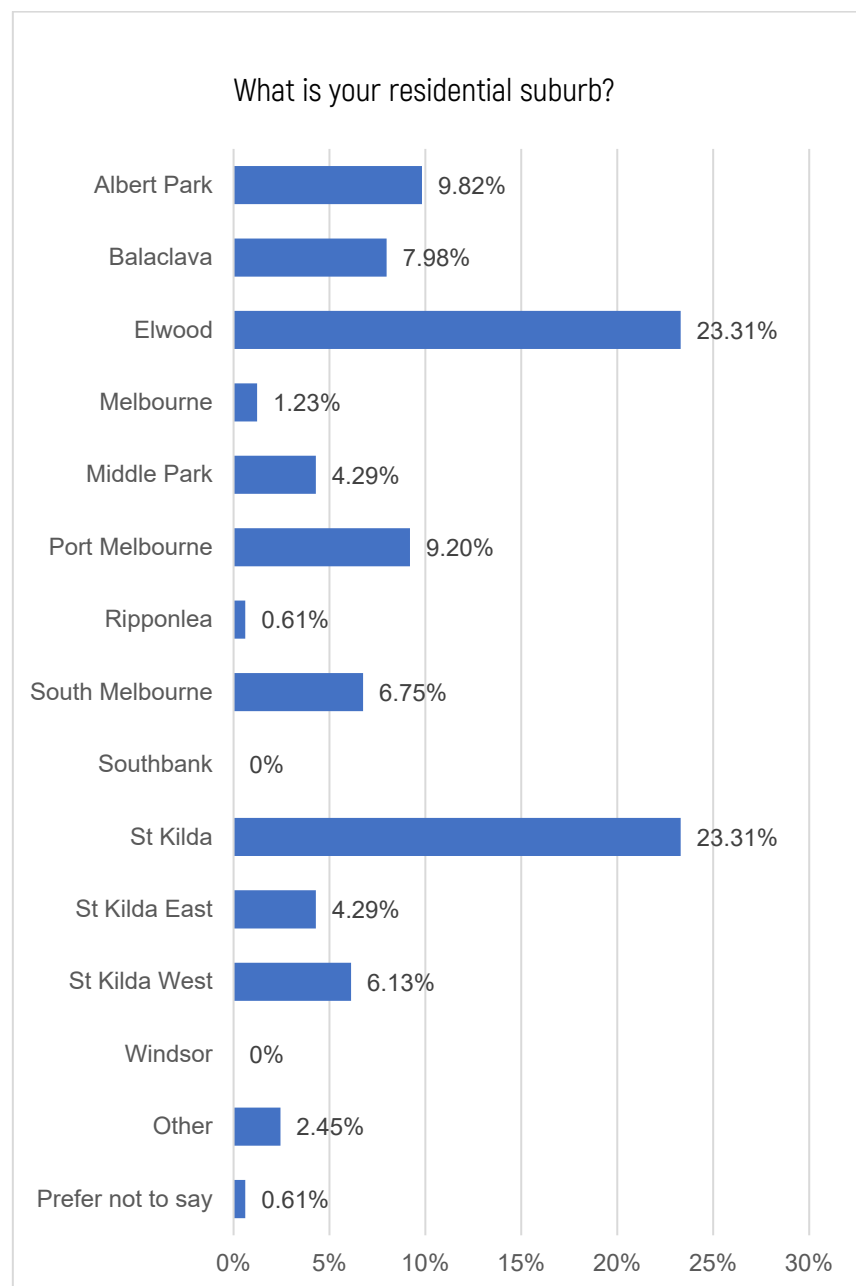 What is your residential suburb?
Albert Park 9.82%
Balaclava 7.98%
Elwood 23.31%
Melbourne 1.23%
Middle Park 4.29%
Port Melbourne 9.20%
Ripponlea 0.61%
South Melbourne 6.75%
Southbank 0%
St Kilda 23.31%
St Kilda East 4.29%
St Kilda West 6.13%
Windsor 0%
Other 2.45%
Prefer not to say 0.61%
0% 5% 10% 15% 20% 25% 30%